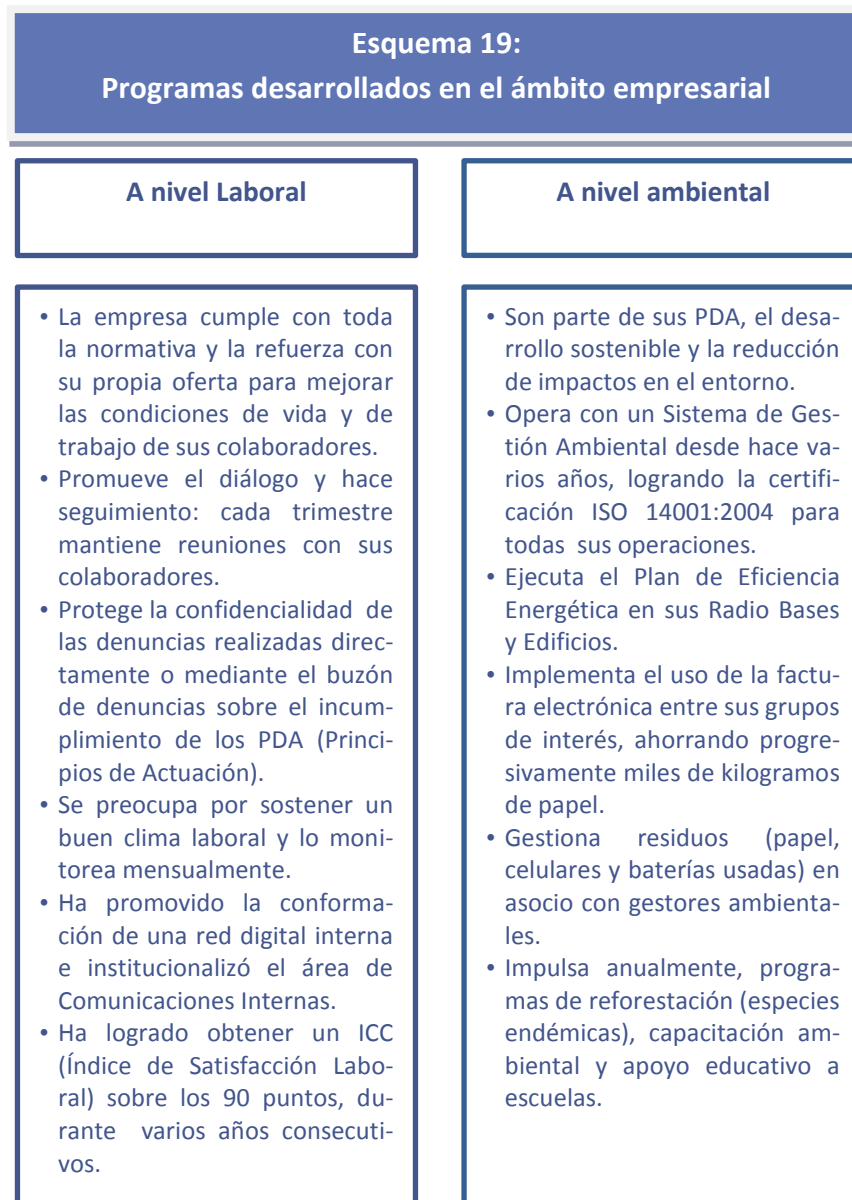 Esquema 19:
Programas desarrollados en el ámbito empresarial
A nivel Laboral
• La empresa cumple con toda
la normativa y la refuerza con
su propia oferta para mejorar
las condiciones de vida y de
trabajo de sus colaboradores.
• Promueve el diálogo y hace
seguimiento: cada trimestre
mantiene reuniones con sus
colaboradores.
• Protege la confidencialidad de
las denuncias realizadas direc-
tamente o mediante el buzón
de denuncias sobre el incum-
plimiento de los PDA (Princi-
pios de Actuación).
• Se preocupa por sostener un
buen clima laboral y lo moni-
torea mensualmente.
• Ha promovido la conforma-
ción de una red digital interna
e institucionalizó el área de
Comunicaciones Internas.
• Ha logrado obtener un ICC
(Índice de Satisfacción Labo-
ral) sobre los 90 puntos, du-
rante varios años consecuti-
vos.
A nivel ambiental
• Son parte de sus PDA, el desa-
rrollo sostenible y la reducción
de impactos en el entorno.
• Opera con un Sistema de Ges-
tión Ambiental desde hace va-
rios años, logrando la certifi-
cación ISO 14001:2004 para
todas sus operaciones.
• Ejecuta el Plan de Eficiencia
Energética en sus Radio Bases
y Edificios.
• Implementa el uso de la factu-
ra electrónica entre sus grupos
de interés, ahorrando progre-
sivamente miles de kilogramos
de papel.
• Gestiona residuos (papel,
celulares y baterías usadas) en
asocio con gestores ambienta-
les.
• Impulsa anualmente, progra-
mas de reforestación (especies
endémicas), capacitación am-
biental y apoyo educativo a
escuelas.